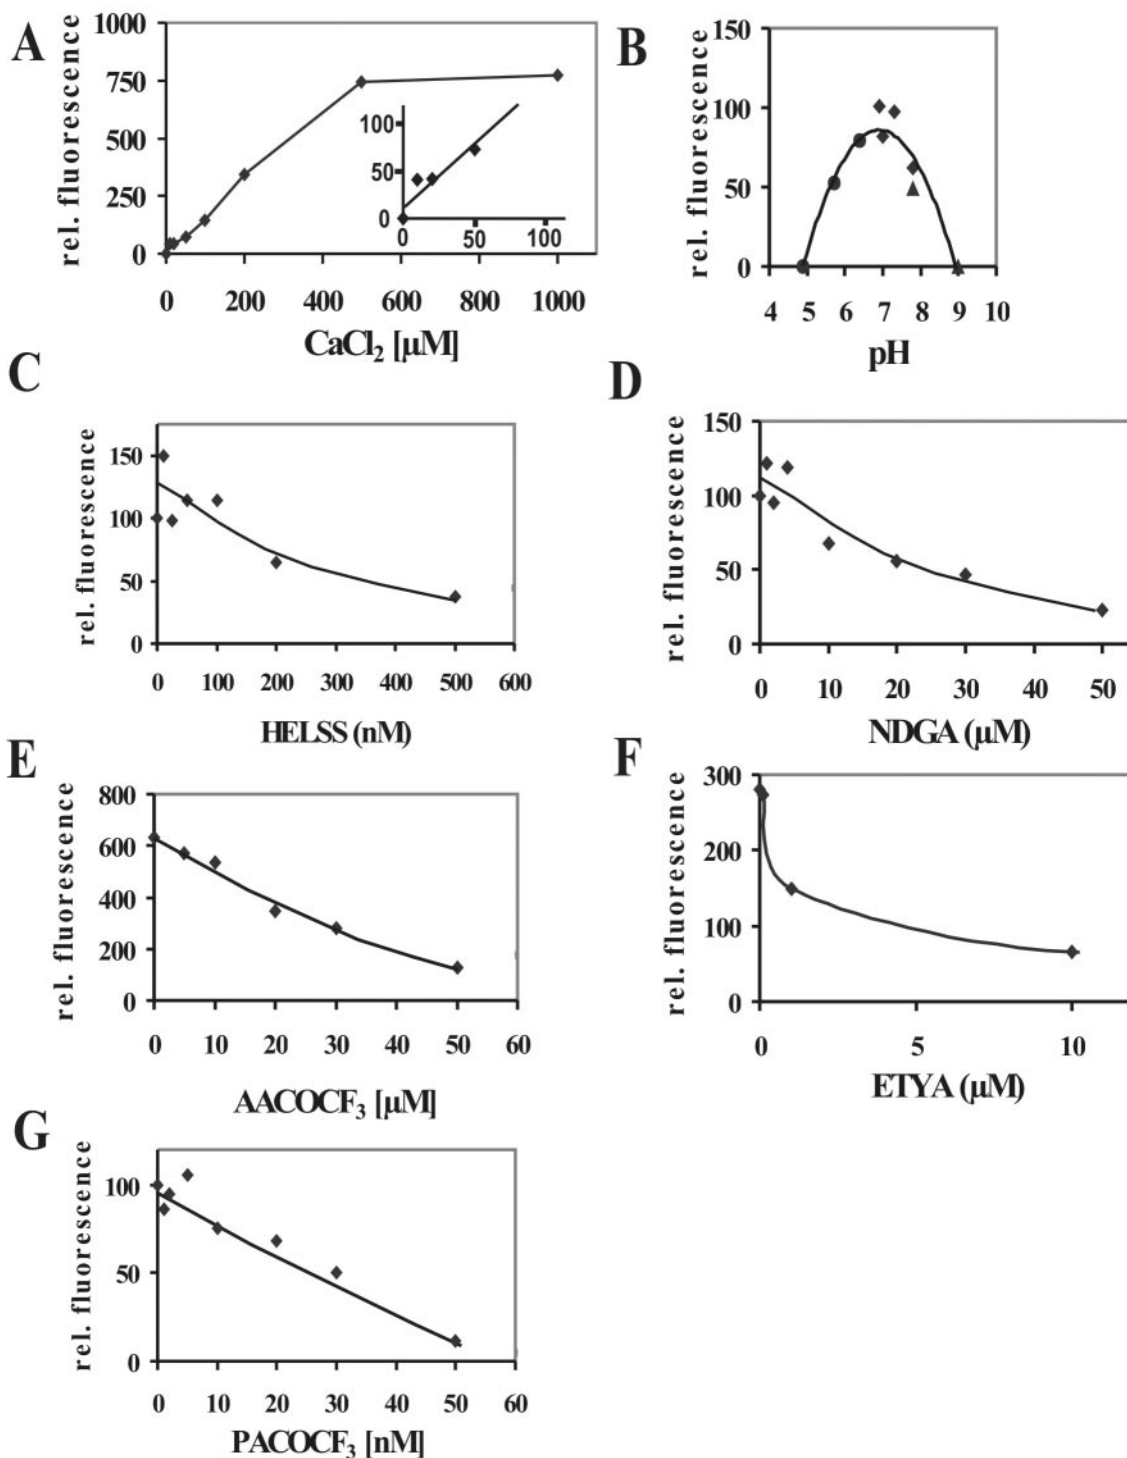 A
rel. fluorescence
1000
750
500
250
0
0 200 400 600 800 1000
CaCl₂ [μM]
100
50
0
0 50 100
B
rel. fluorescence
150
100
50
0
4 5 6 7 8 9 10
pH
C
rel. fluorescence
150
100
50
0
0 100 200 300 400 500 600
HELSS (nM)
D
rel. fluorescence
150
100
50
0
0 10 20 30 40 50
NDGA (μM)
E
rel. fluorescence
800
600
400
200
0
0 10 20 30 40 50 60
AACOCF₃ [μM]
F
rel. fluorescence
300
200
100
0
0 5 10
ETYA (μM)
G
rel. fluorescence
100
50
0
0 10 20 30 40 50 60
PACOCF₃ [nM]